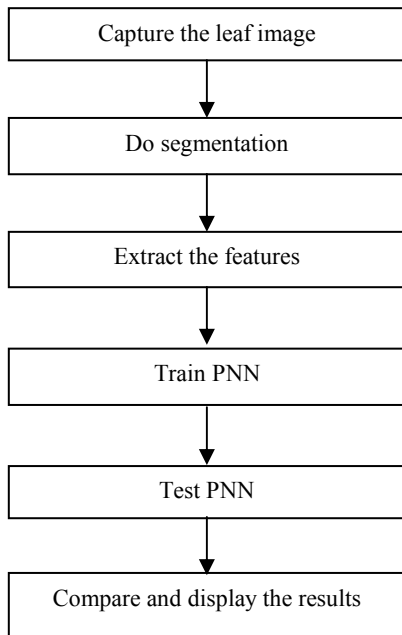 Capture the leaf image
Do segmentation
Extract the features
Train PNN
Test PNN
Compare and display the results